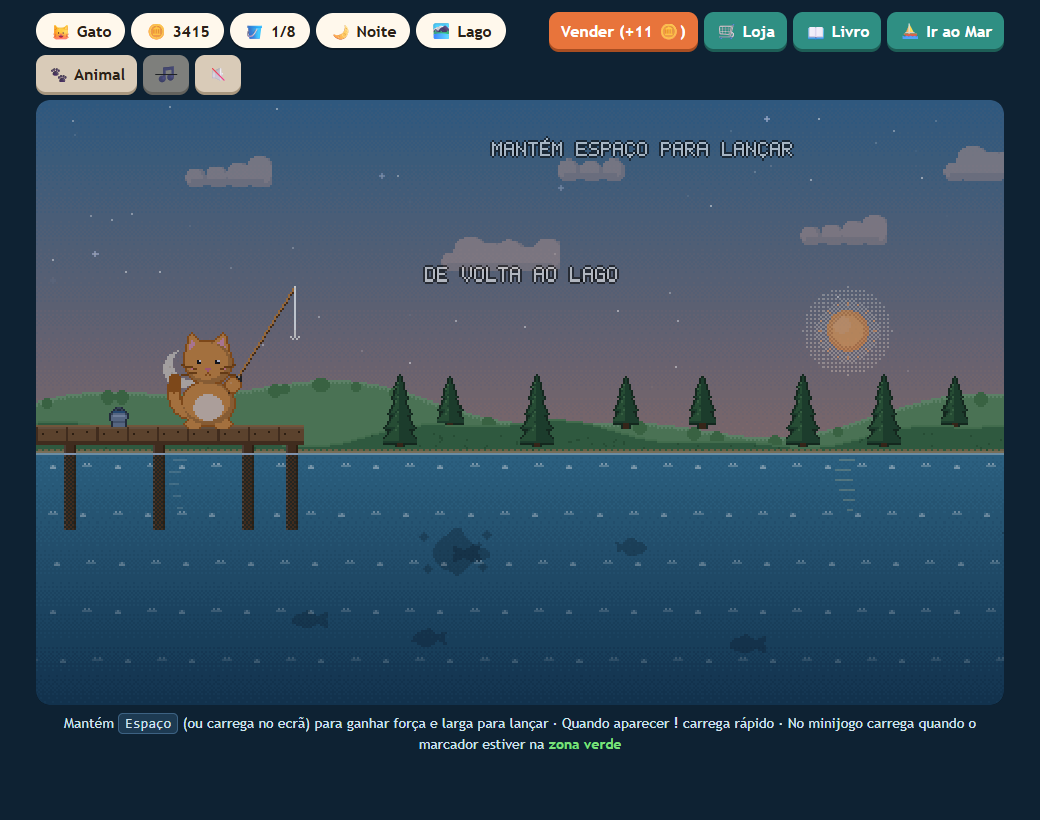 Gato
3415
1/8
Noite
Lago
Vender (+11 )
Loja
Livro
Ir ao Mar
Animal
MANTÉM ESPAÇO PARA LANÇAR
DE VOLTA AO LAGO
Mantém Espaço (ou carrega no ecrã) para ganhar força e larga para lançar · Quando aparecer ! carrega rápido · No minijogo carrega quando o
marcador estiver na zona verde